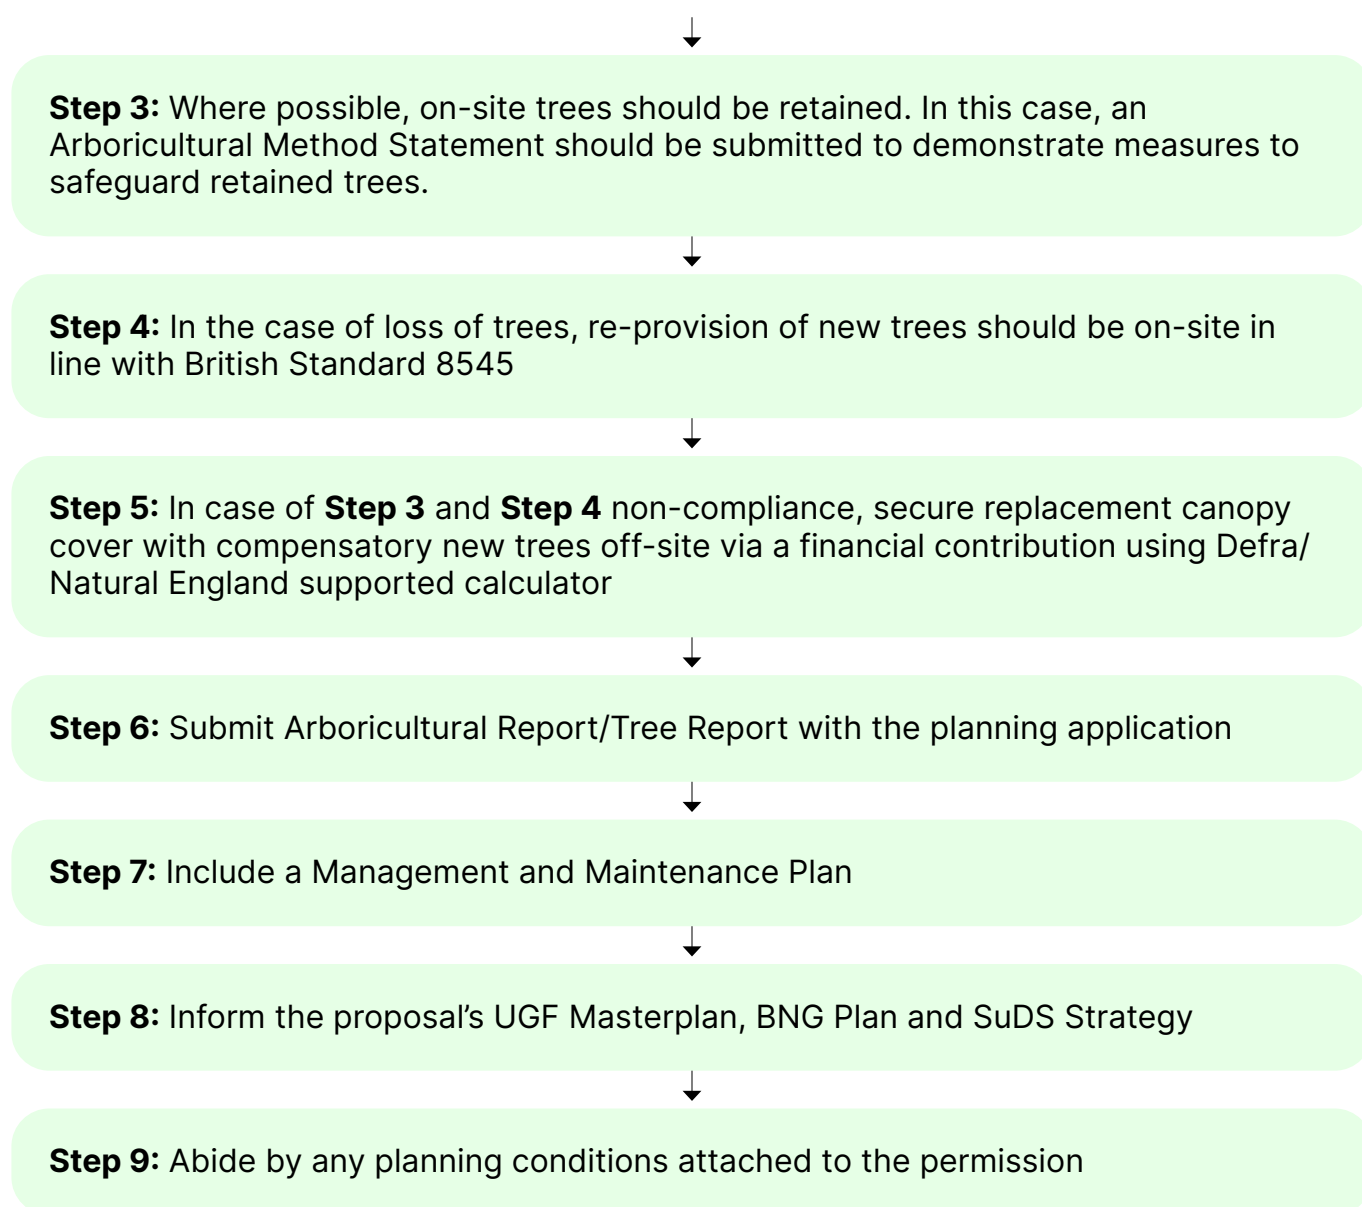 Step 3: Where possible, on-site trees should be retained. In this case, an
Arboricultural Method Statement should be submitted to demonstrate measures to
safeguard retained trees.
Step 4: In the case of loss of trees, re-provision of new trees should be on-site in
line with British Standard 8545
Step 5: In case of Step 3 and Step 4 non-compliance, secure replacement canopy
cover with compensatory new trees off-site via a financial contribution using Defra/
Natural England supported calculator
Step 6: Submit Arboricultural Report/Tree Report with the planning application
Step 7: Include a Management and Maintenance Plan
Step 8: Inform the proposal’s UGF Masterplan, BNG Plan and SuDS Strategy
Step 9: Abide by any planning conditions attached to the permission